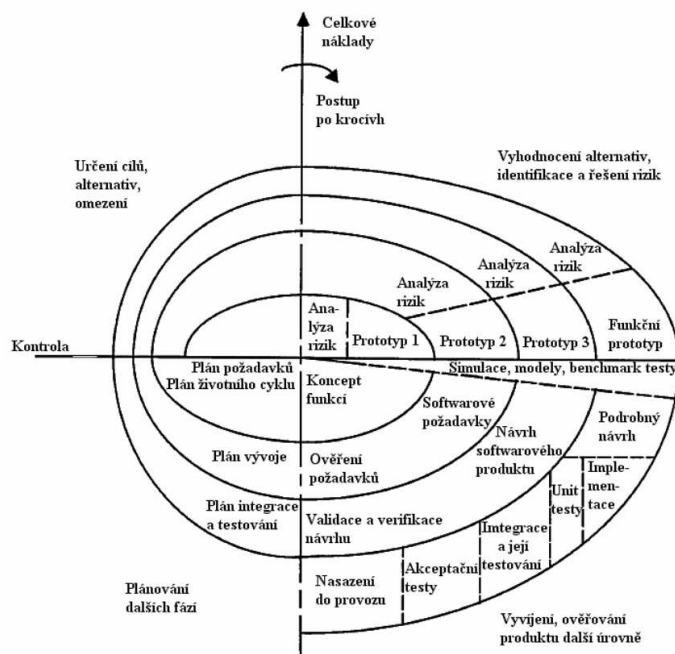 Celkové
náklady
Postup
po krocívh
Určení cílů,
alternativ,
omezení
Vyhodnocení alternativ,
identifikace a řešení rizik
Analýza
rizik
Analýza
rizik
Analýza
rizik
Ana-
lýza
rizik
Prototyp 1
Prototyp 2
Prototyp 3
Funkční
prototyp
Kontrola
Plán požadavků
Plán životního cyklu
Koncept
funkcí
Simulace, modely, benchmark testy
Softwarové
požadavky
Návrh
softwarového
produktu
Podrobný
návrh
Plán vývoje
Ověření
požadavků
Unit
testy
Imple-
men-
tace
Plán integrace
a testování
Validace a verifikace
návrhu
Imtegrace
a její
testování
Akceptační
testy
Nasazení
do provozu
Plánování
dalších fází
Vyvíjení, ověřování
produktu další úrovně